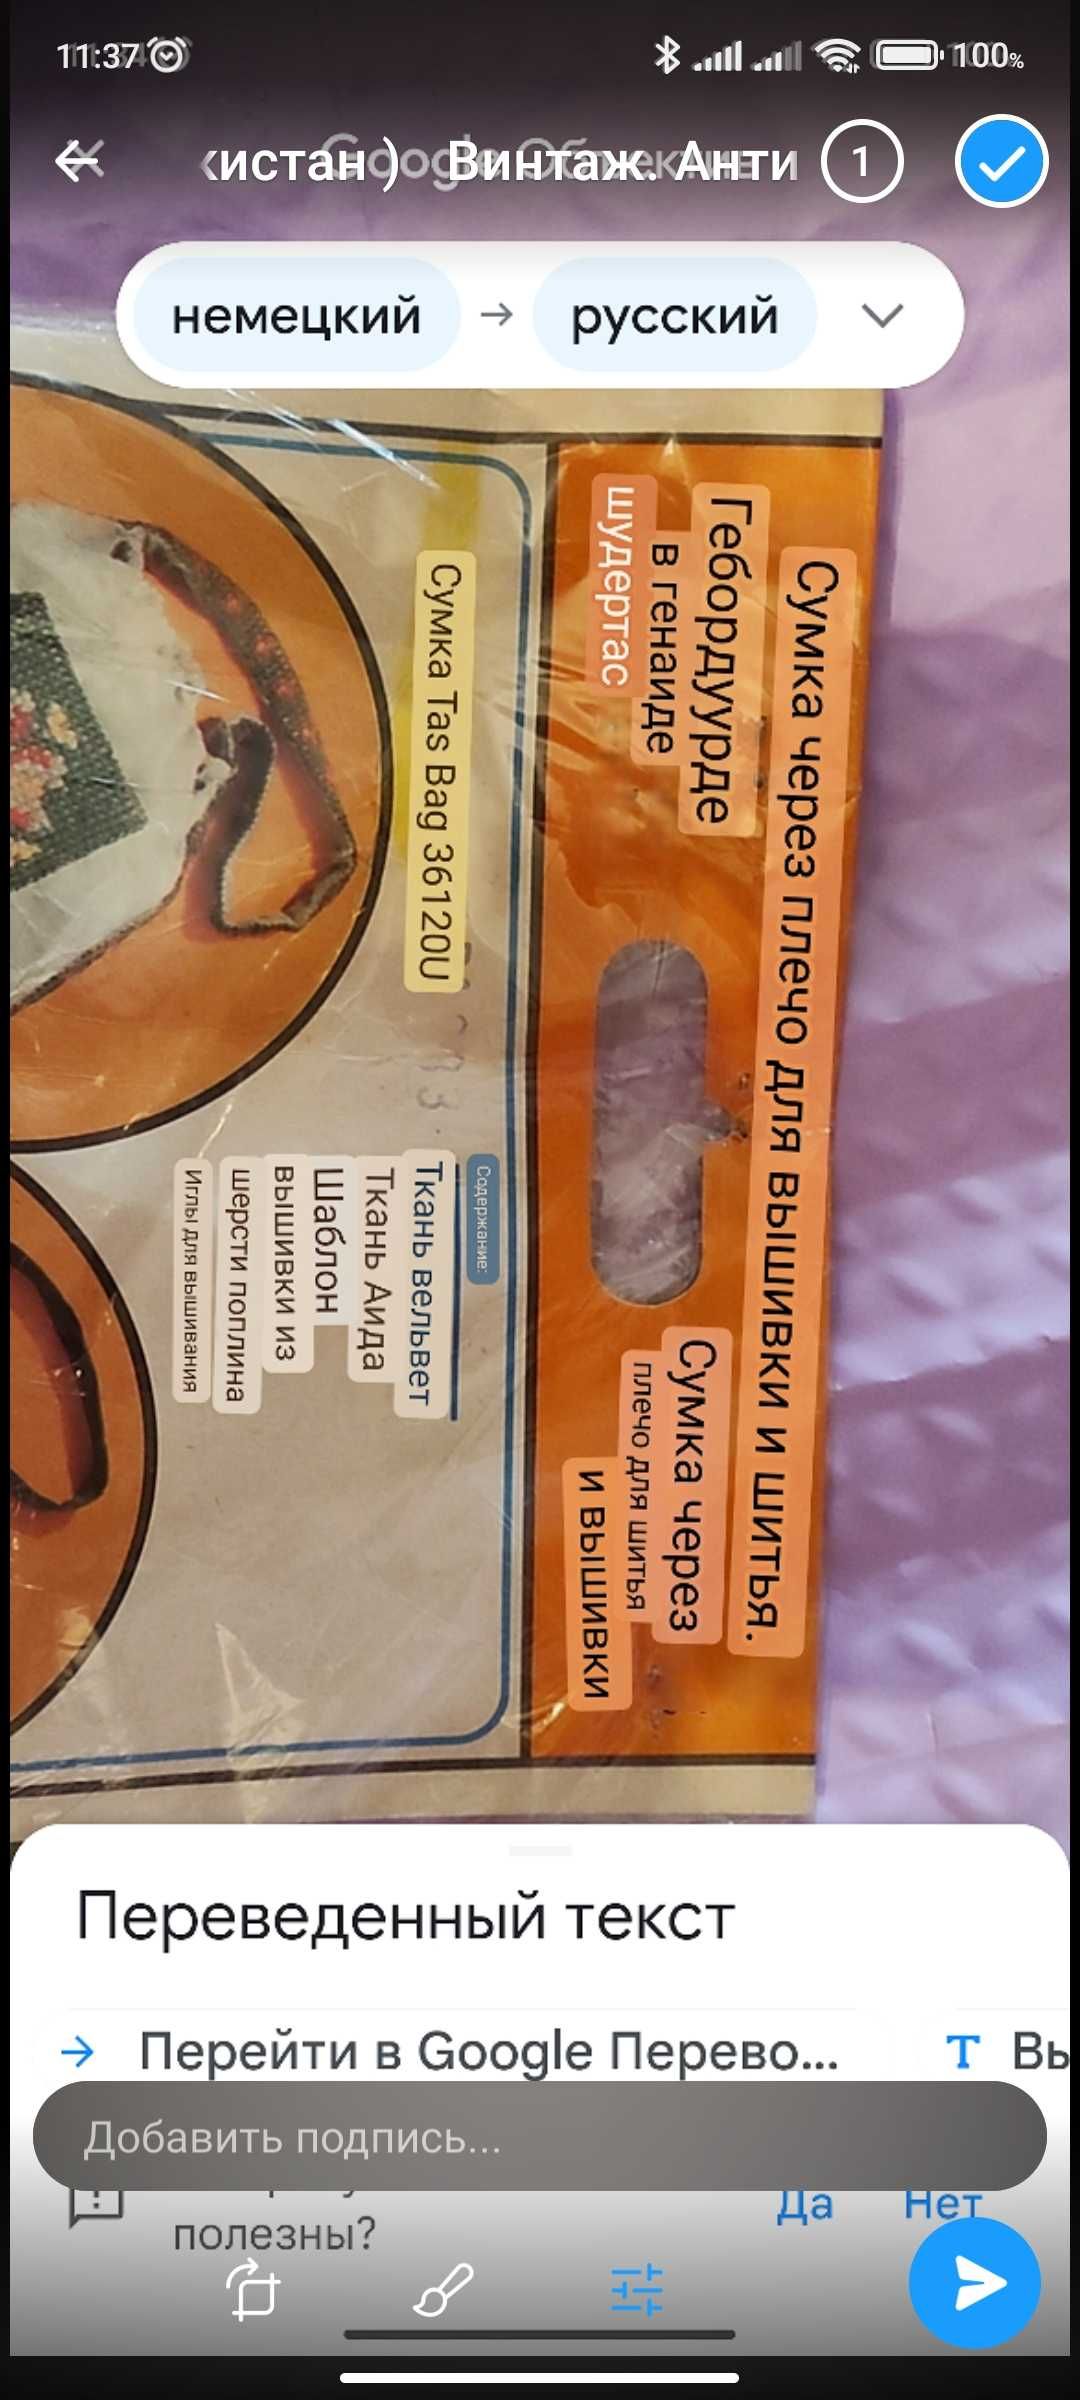 11:37
100%
кистан ) Винтаж. Анти
1
немецкий → русский
Сумка через плечо для вышивки и шитья.
Гебордуурде
в генаиде
шудертас
Сумка через
плечо для шитья
и вышивки
Сумка Tas Bag 36120U
Содержание:
Ткань вельвет
Ткань Аида
Шаблон
вышивки из
шерсти поплина
Иглы для вышивания
Переведенный текст
Перейти в Google Перево...
Вы
Добавить подпись...
полезны?
Да
Нет